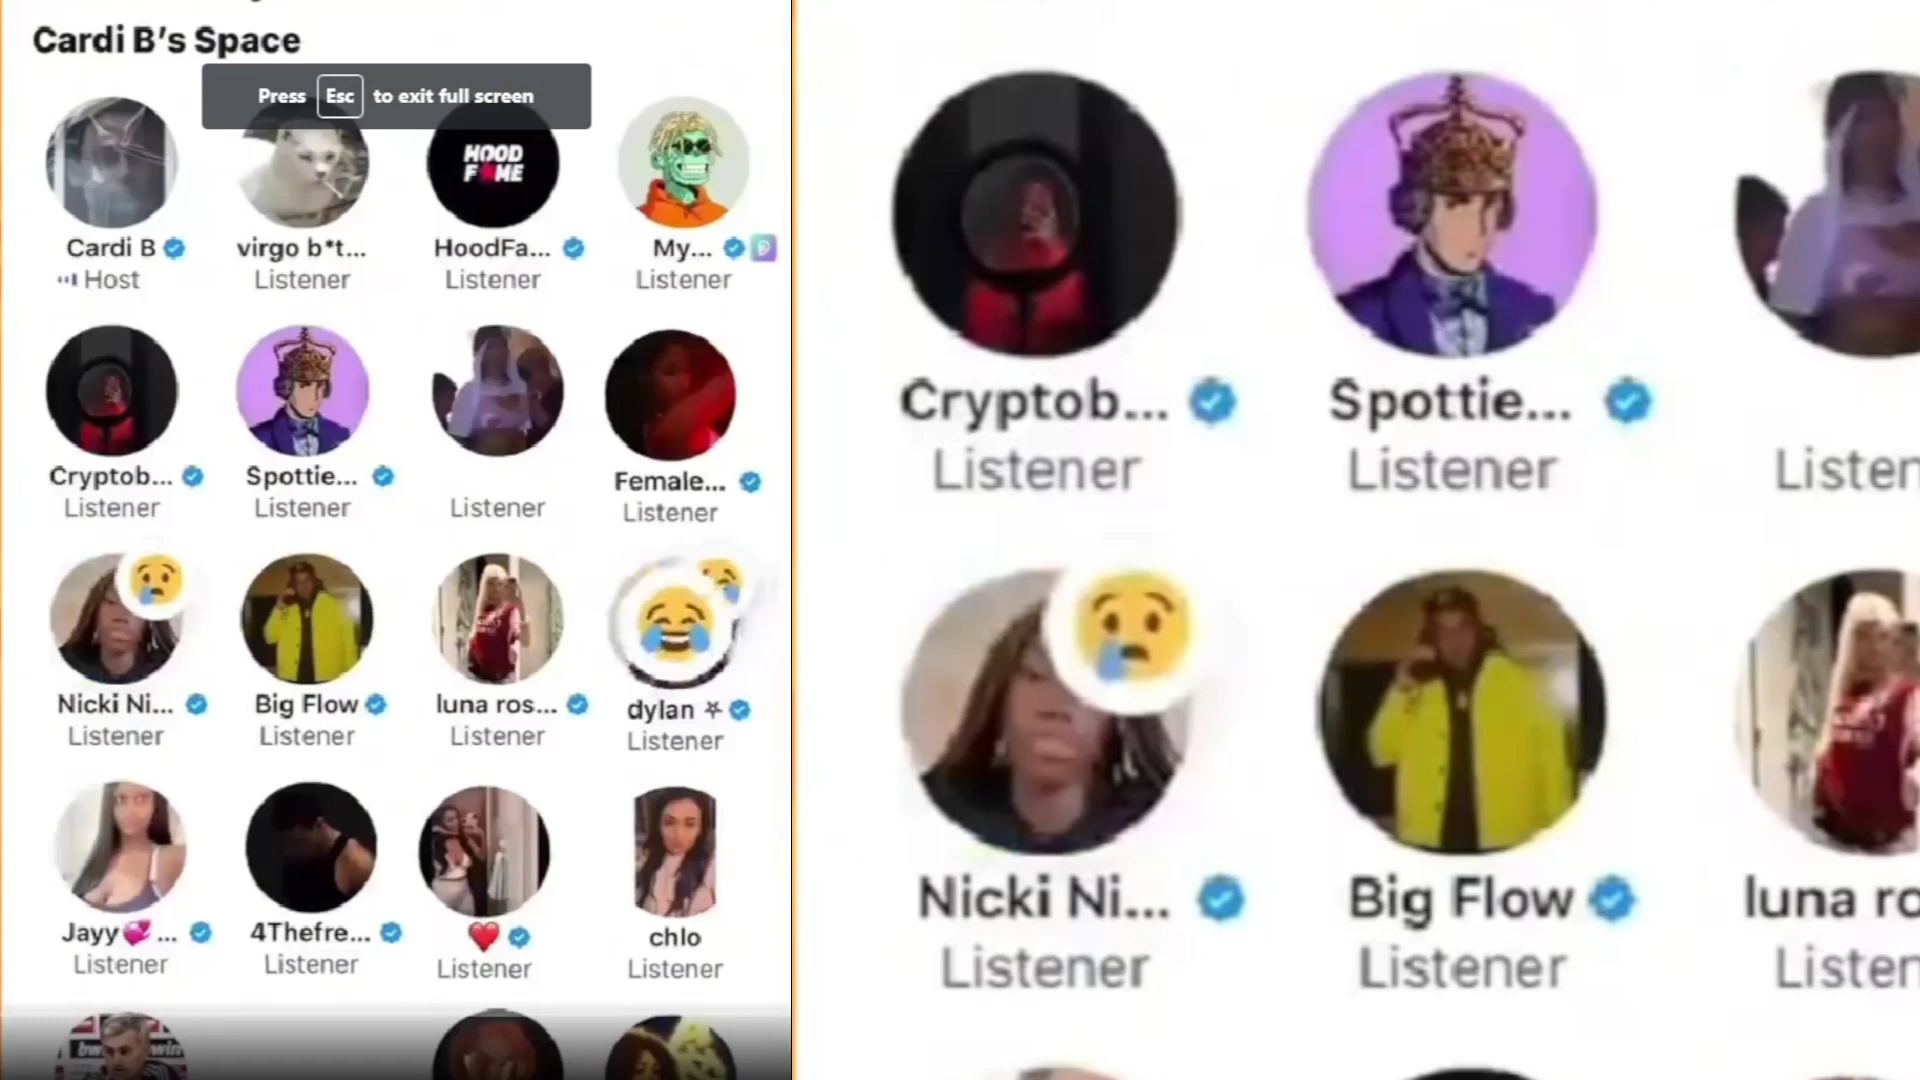 Cardi B's Space
Press Esc to exit full screen
HOOD
F ME
Cardi B virgo b*t... HoodFa... My...
Host Listener Listener Listener
Cryptob... Spottie... Female...
Listener Listener Listener Listener
Nicki Ni... Big Flow luna ros... dylan
Listener Listener Listener Listener
Jayy ... 4Thefre... chlo
Listener Listener Listener Listener
Cryptob... Spottie...
Listener Listener Listen
Nicki Ni... Big Flow luna ro
Listener Listener Listen